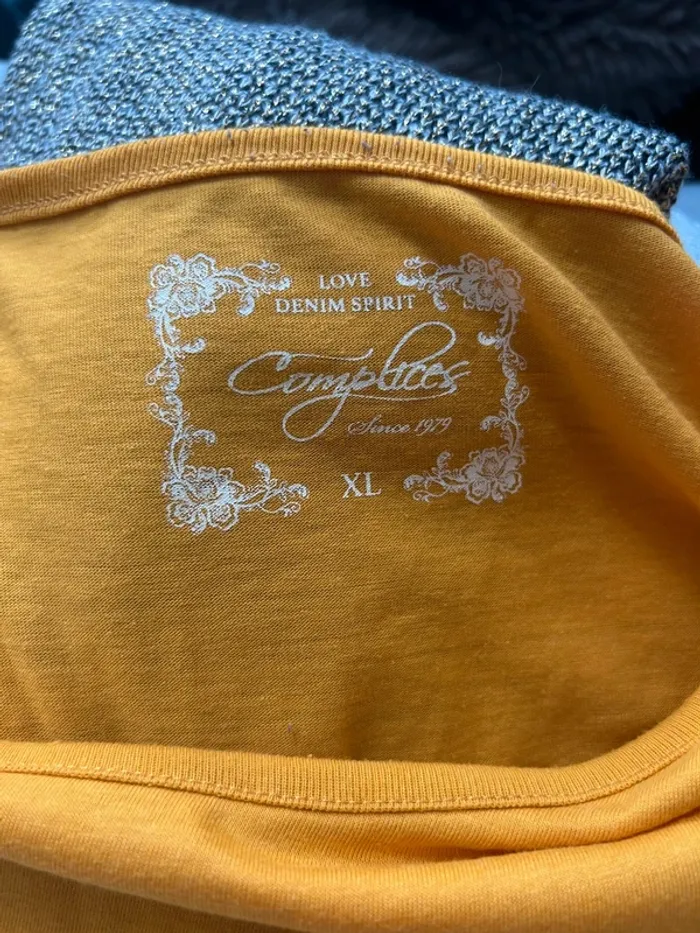 LOVE
DENIM SPIRIT
Complices
Since 1979
XL